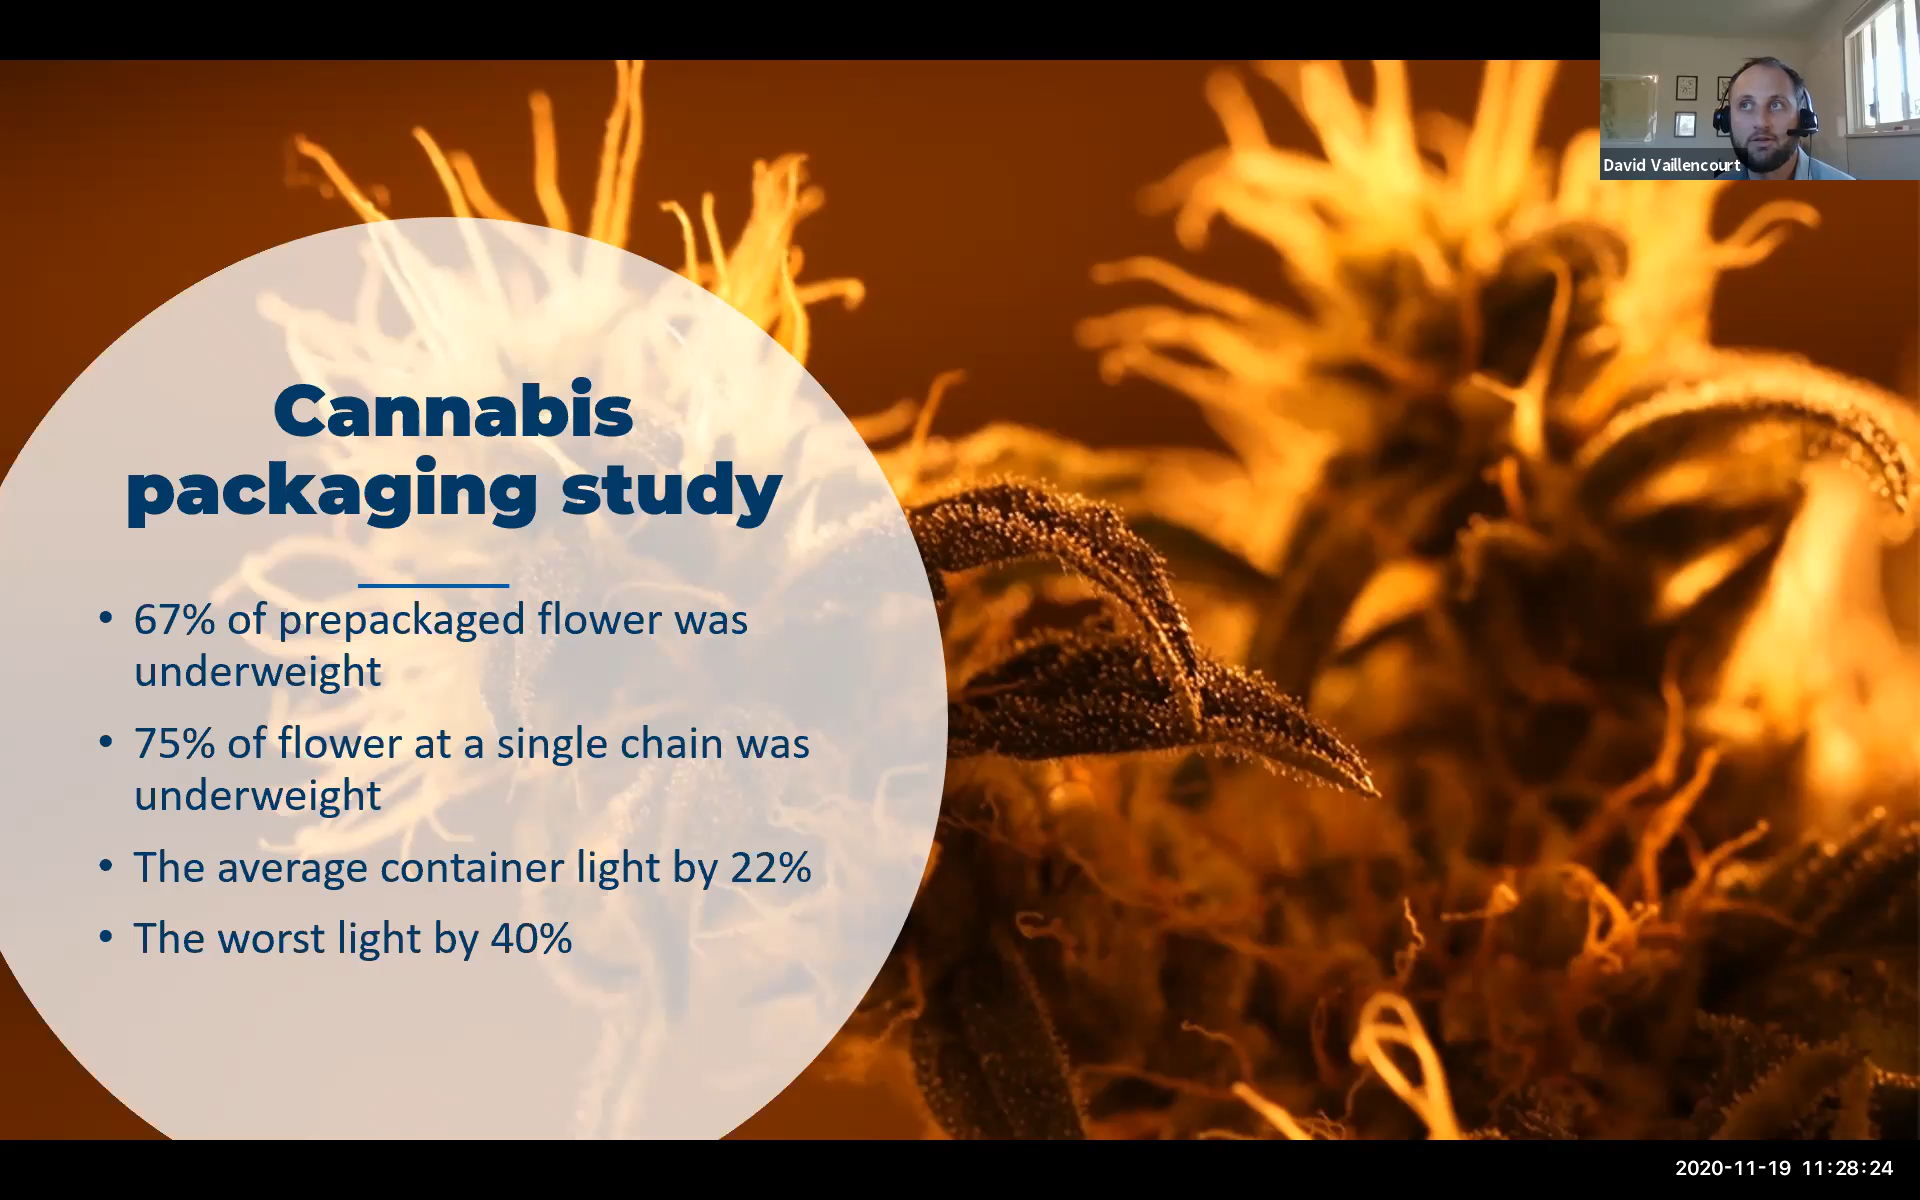 David Vaillencourt
Cannabis
packaging study
• 67% of prepackaged flower was
underweight
• 75% of flower at a single chain was
underweight
• The average container light by 22%
• The worst light by 40%
2020-11-19 11:28:24